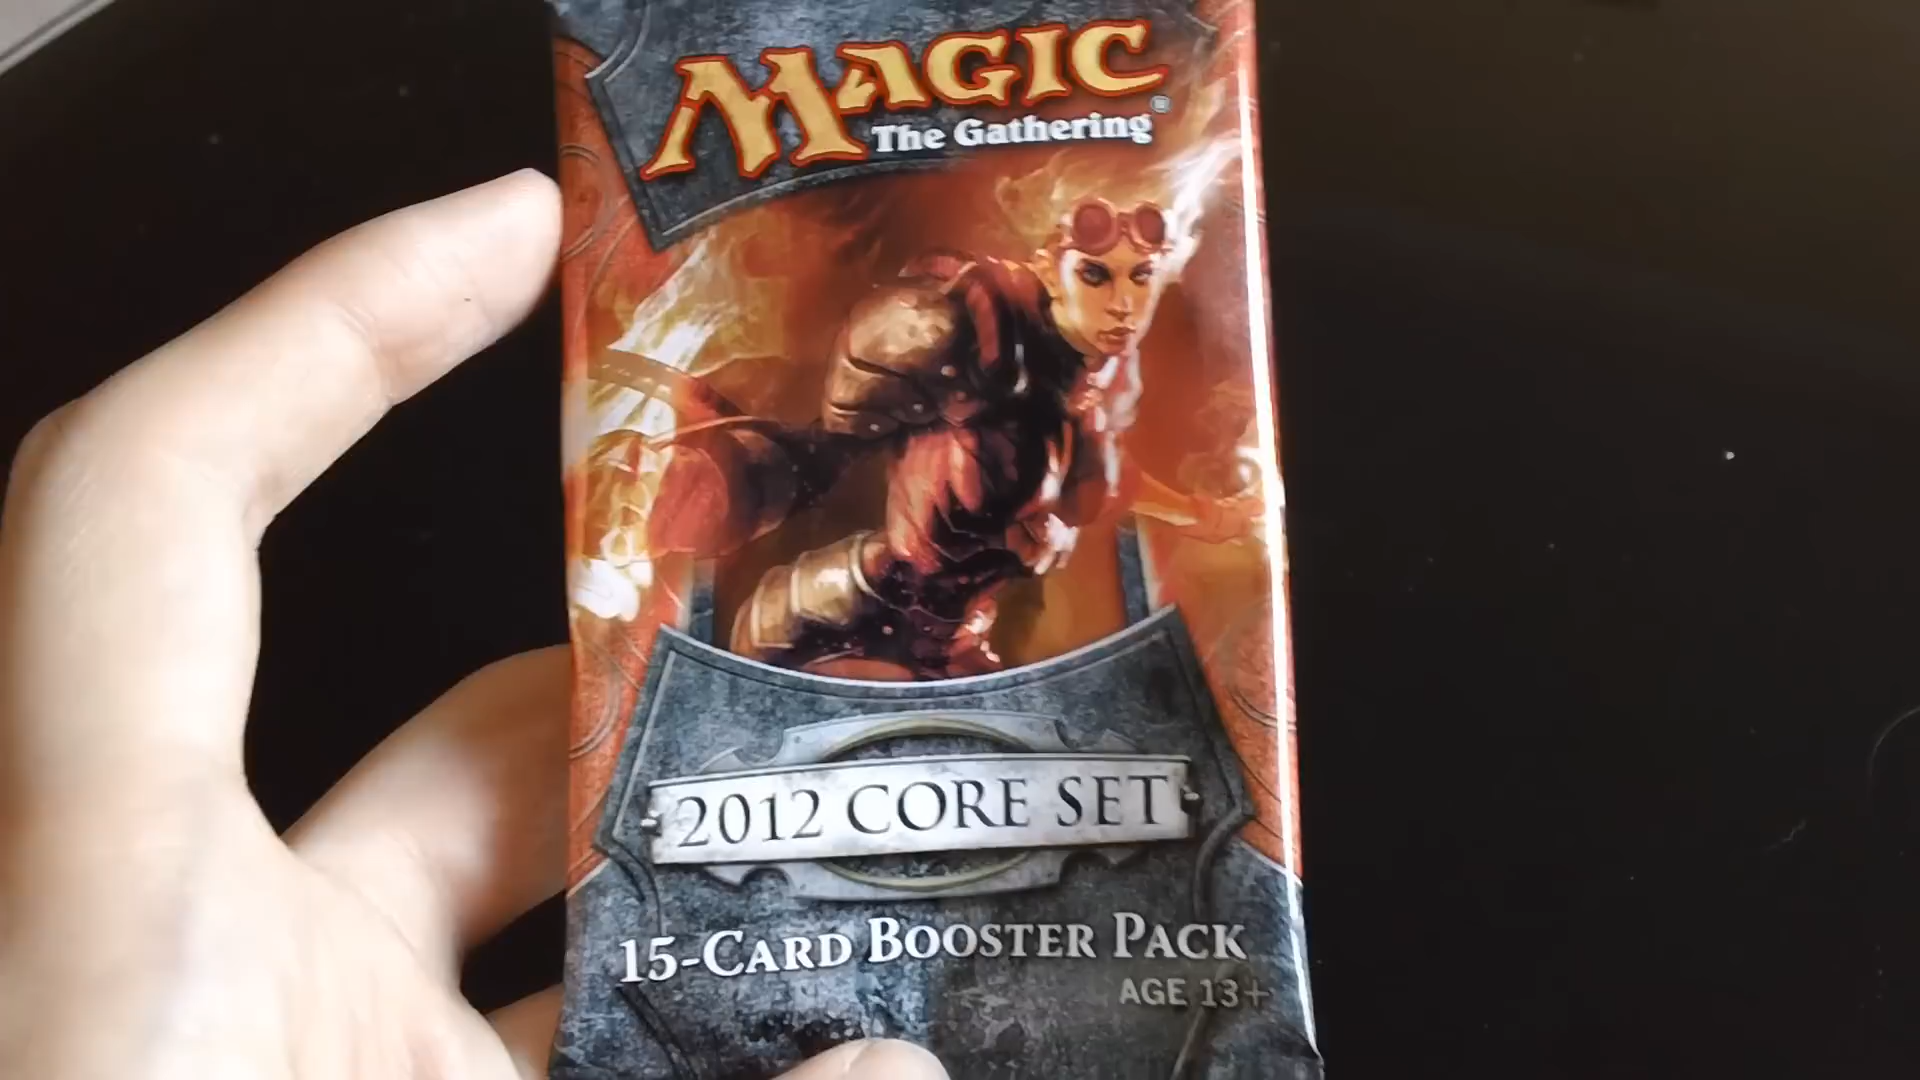 MAGIC
The Gathering
2012 CORE SET
15-CARD BOOSTER PACK
AGE 13+